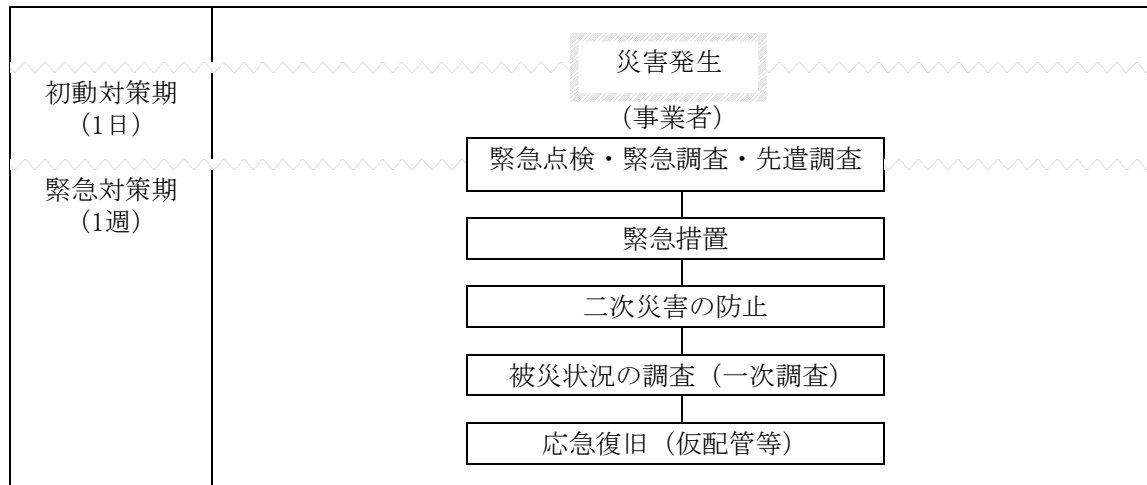 災害発生
初動対策期
（1日）
（事業者）
緊急点検・緊急調査・先遣調査
緊急対策期
（1週）
緊急措置
二次災害の防止
被災状況の調査（一次調査）
応急復旧（仮配管等）